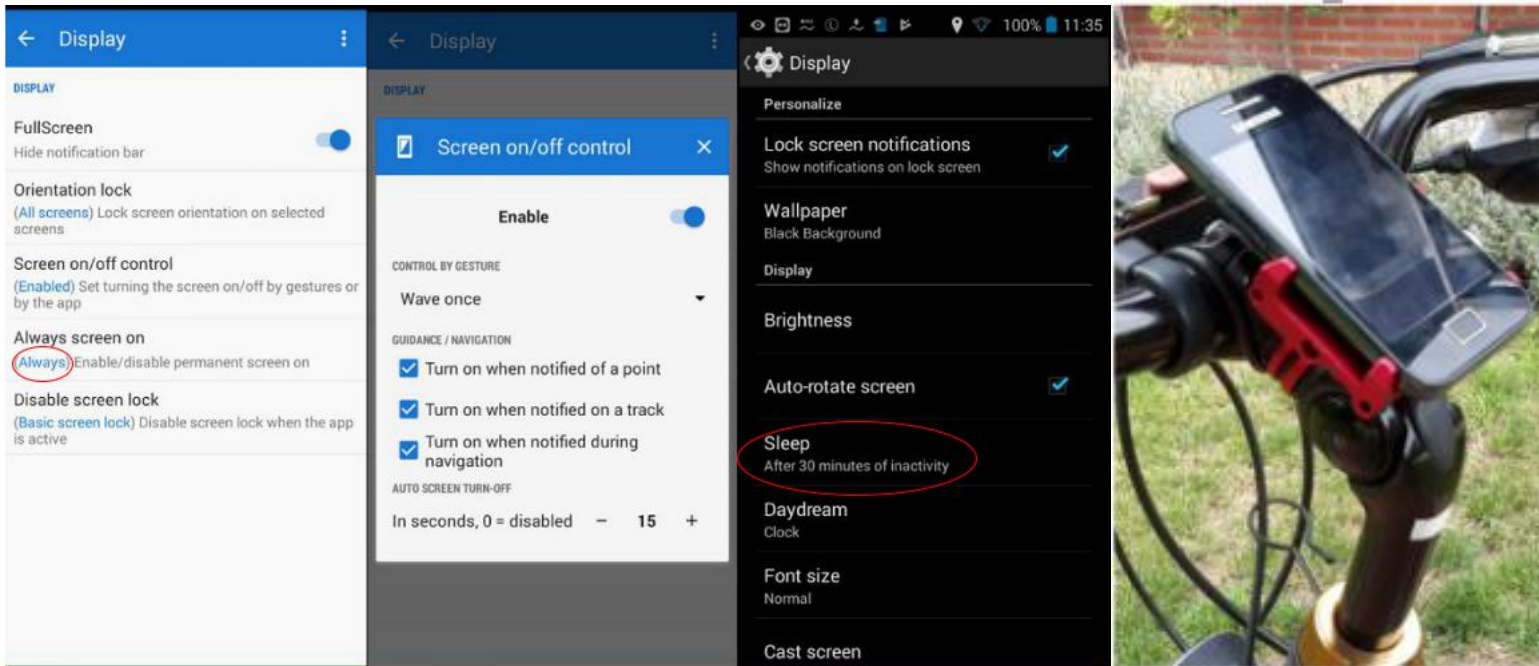 Display
DISPLAY
FullScreen
Hide notification bar
Orientation lock
(All screens) Lock screen orientation on selected
screens
Screen on/off control
(Enabled) Set turning the screen on/off by gestures or
by the app
Always screen on
(Always) Enable/disable permanent screen on
Disable screen lock
(Basic screen lock) Disable screen lock when the app
is active
Display
DISPLAY
Screen on/off control
Enable
CONTROL BY GESTURE
Wave once
GUIDANCE / NAVIGATION
Turn on when notified of a point
Turn on when notified on a track
Turn on when notified during
navigation
AUTO SCREEN TURN-OFF
In seconds, 0 = disabled - 15 +
100% 11:35
Display
Personalize
Lock screen notifications
Show notifications on lock screen
Wallpaper
Black Background
Display
Brightness
Auto-rotate screen
Sleep
After 30 minutes of inactivity
Daydream
Clock
Font size
Normal
Cast screen